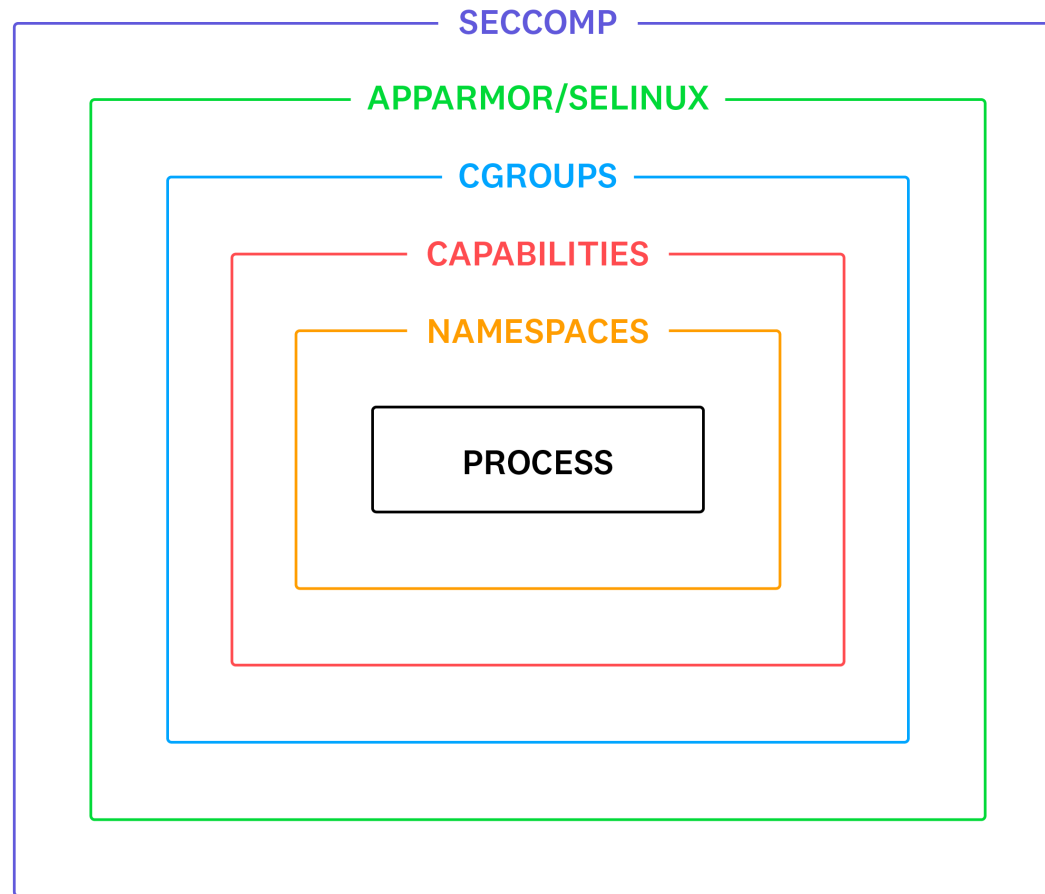 SECCOMP
APPARMOR/SELINUX
CGROUPS
CAPABILITIES
NAMESPACES
PROCESS